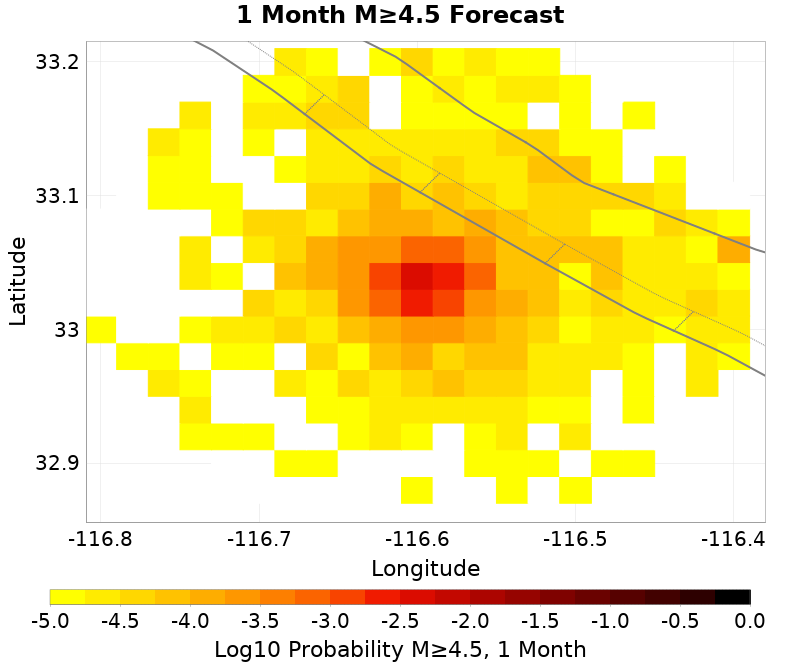 1 Month M≥4.5 Forecast
33.2
33.1
33
32.9
Latitude
-116.8 -116.7 -116.6 -116.5 -116.4
Longitude
-5.0 -4.5 -4.0 -3.5 -3.0 -2.5 -2.0 -1.5 -1.0 -0.5 0.0
Log10 Probability M≥4.5, 1 Month